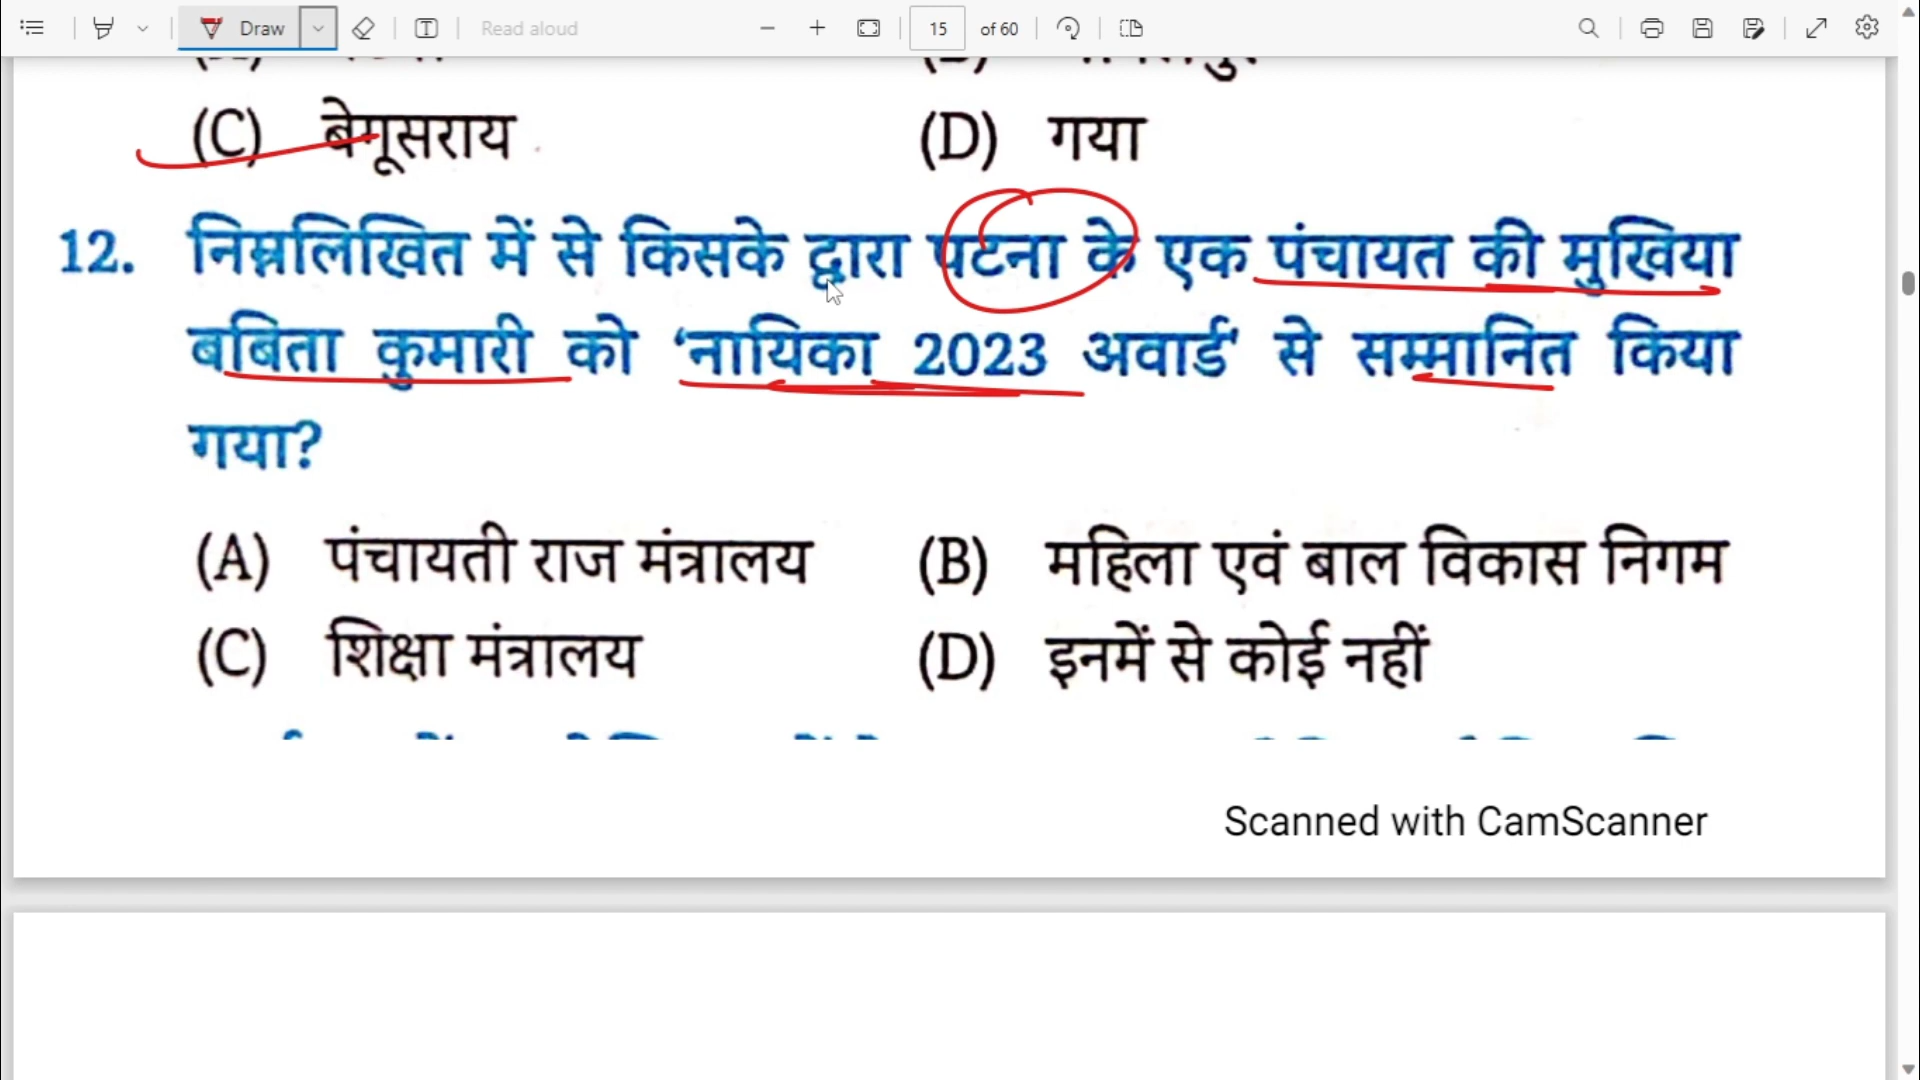 Draw Read aloud 15 of 60
(C) बेगूसराय (D) गया
12. निम्नलिखित में से किसके द्वारा पटना के एक पंचायत की मुखिया
बबिता कुमारी को 'नायिका 2023 अवार्ड' से सम्मानित किया
गया?
(A) पंचायती राज मंत्रालय (B) महिला एवं बाल विकास निगम
(C) शिक्षा मंत्रालय (D) इनमें से कोई नहीं
Scanned with CamScanner